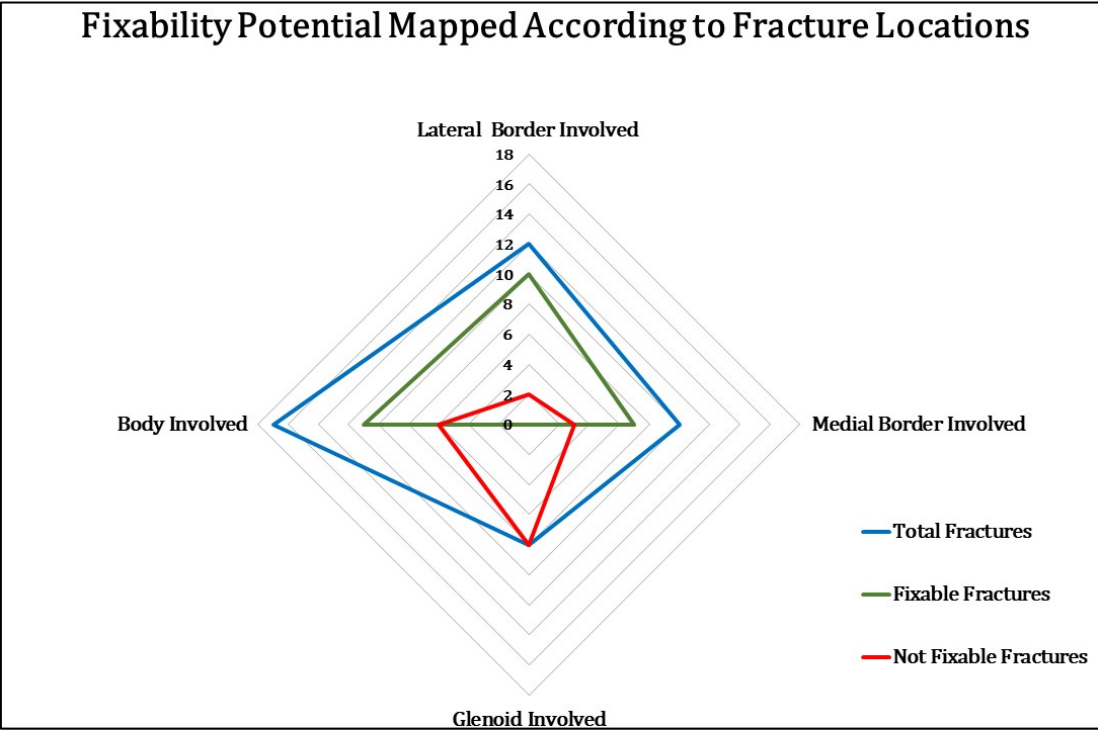 Fixability Potential Mapped According to Fracture Locations
Lateral Border Involved
18
16
14
12
10
8
6
4
2
0
Body Involved
Medial Border Involved
Total Fractures
Fixable Fractures
Not Fixable Fractures
Glenoid Involved